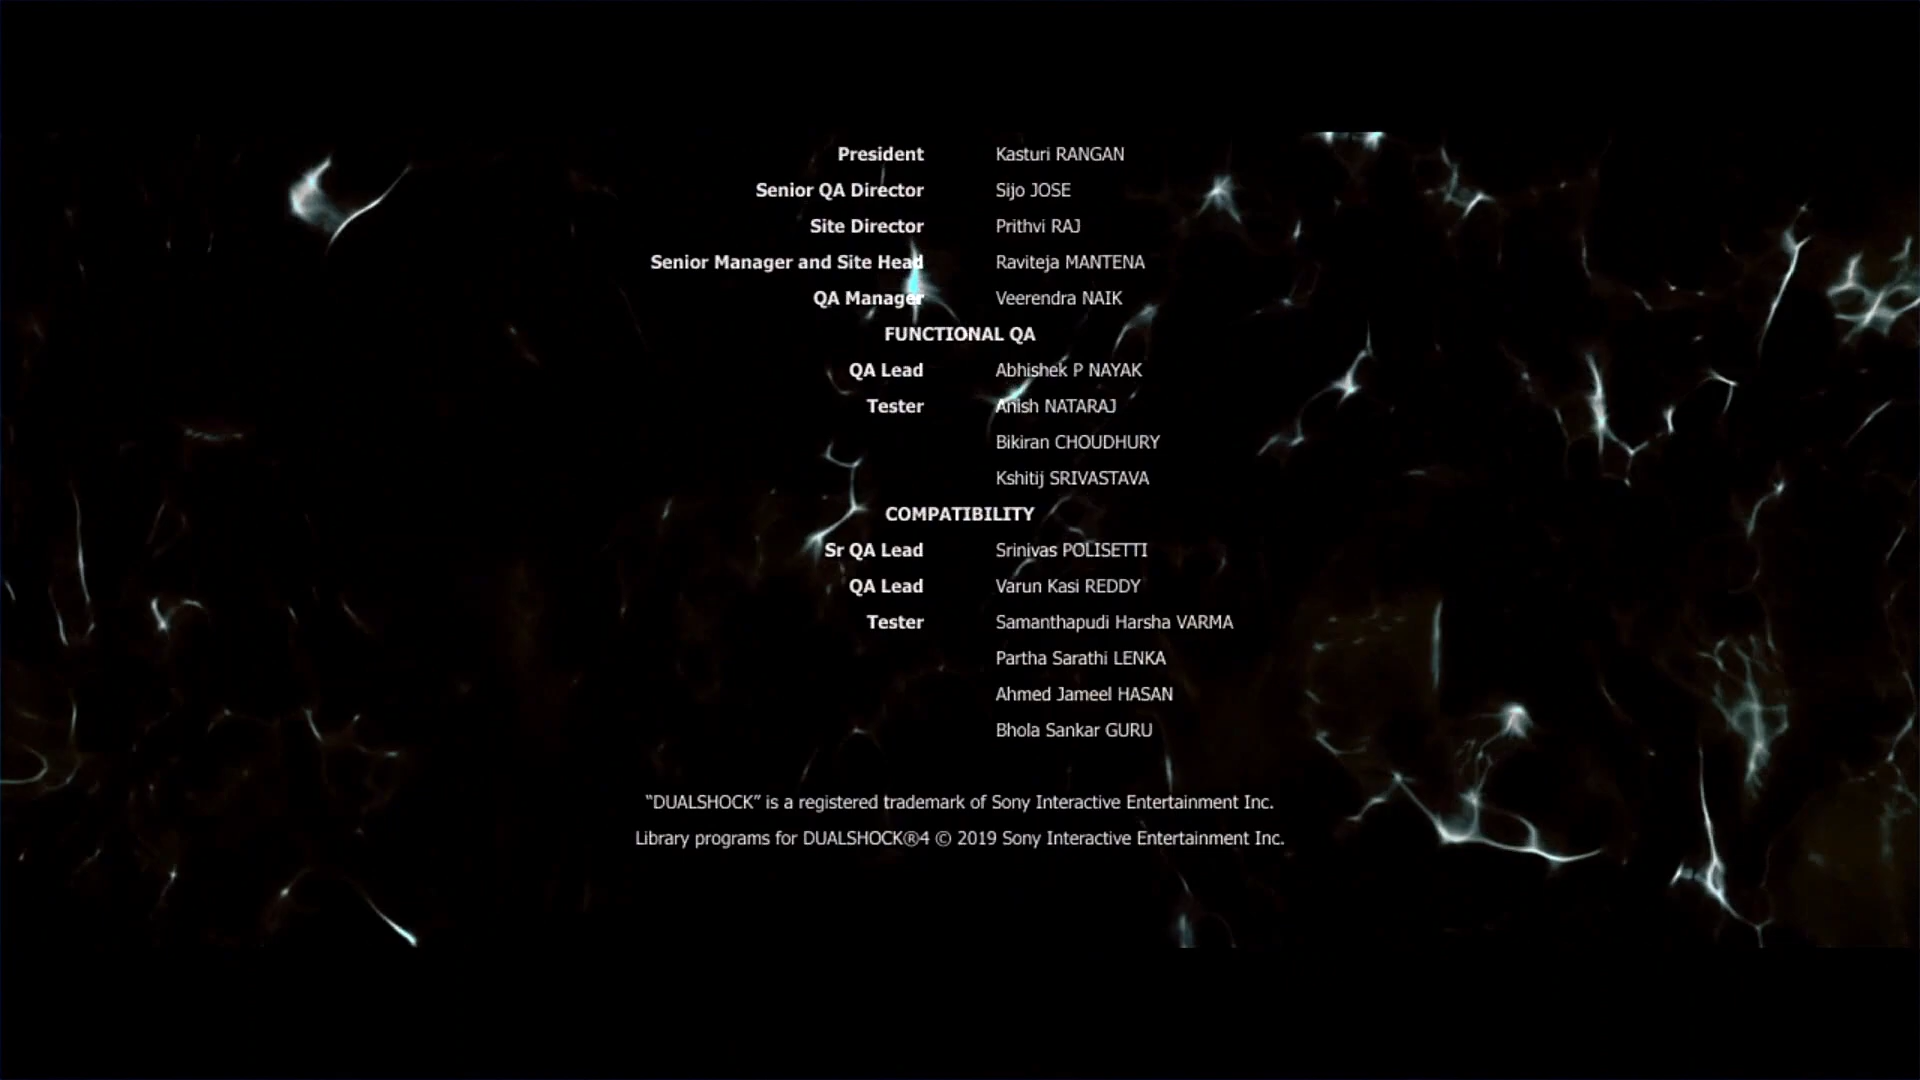 President Kasturi RANGAN
Senior QA Director Sijo JOSE
Site Director Prithvi RAJ
Senior Manager and Site Head Raviteja MANTENA
QA Manager Veerendra NAIK
FUNCTIONAL QA
QA Lead Abhishek P NAYAK
Tester Anish NATARAJ
Bikiran CHOUDHURY
Kshitij SRIVASTAVA
COMPATIBILITY
Sr QA Lead Srinivas POLISETTI
QA Lead Varun Kasi REDDY
Tester Samanthapudi Harsha VARMA
Partha Sarathi LENKA
Ahmed Jameel HASAN
Bhola Sankar GURU
“DUALSHOCK” is a registered trademark of Sony Interactive Entertainment Inc.
Library programs for DUALSHOCK®4 © 2019 Sony Interactive Entertainment Inc.